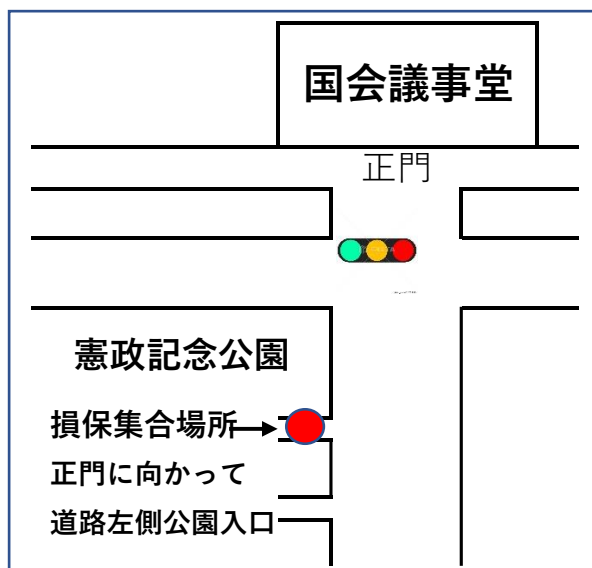 国会議事堂
正門
憲政記念公園
損保集合場所
正門に向かって
道路左側公園入口